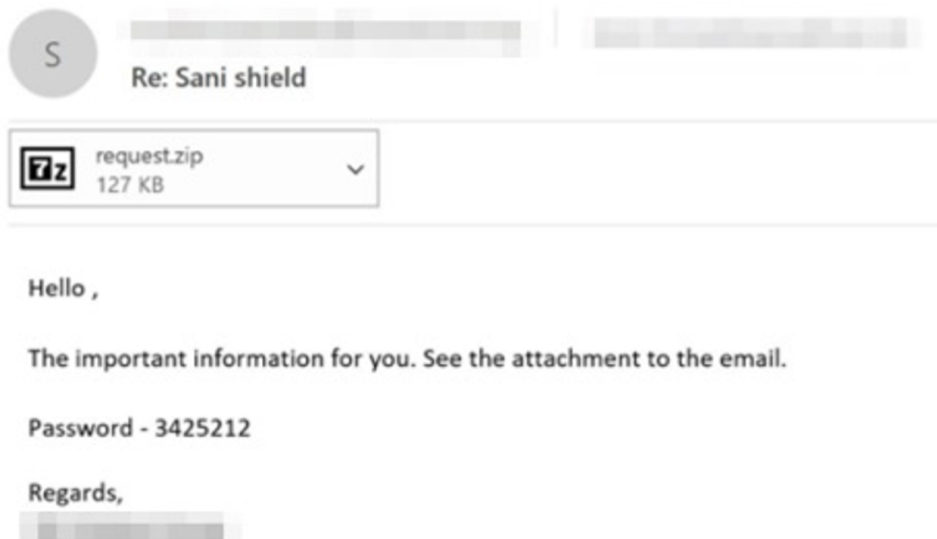 S
Re: Sani shield
7z
request.zip
127 KB
Hello ,
The important information for you. See the attachment to the email.
Password - 3425212
Regards,